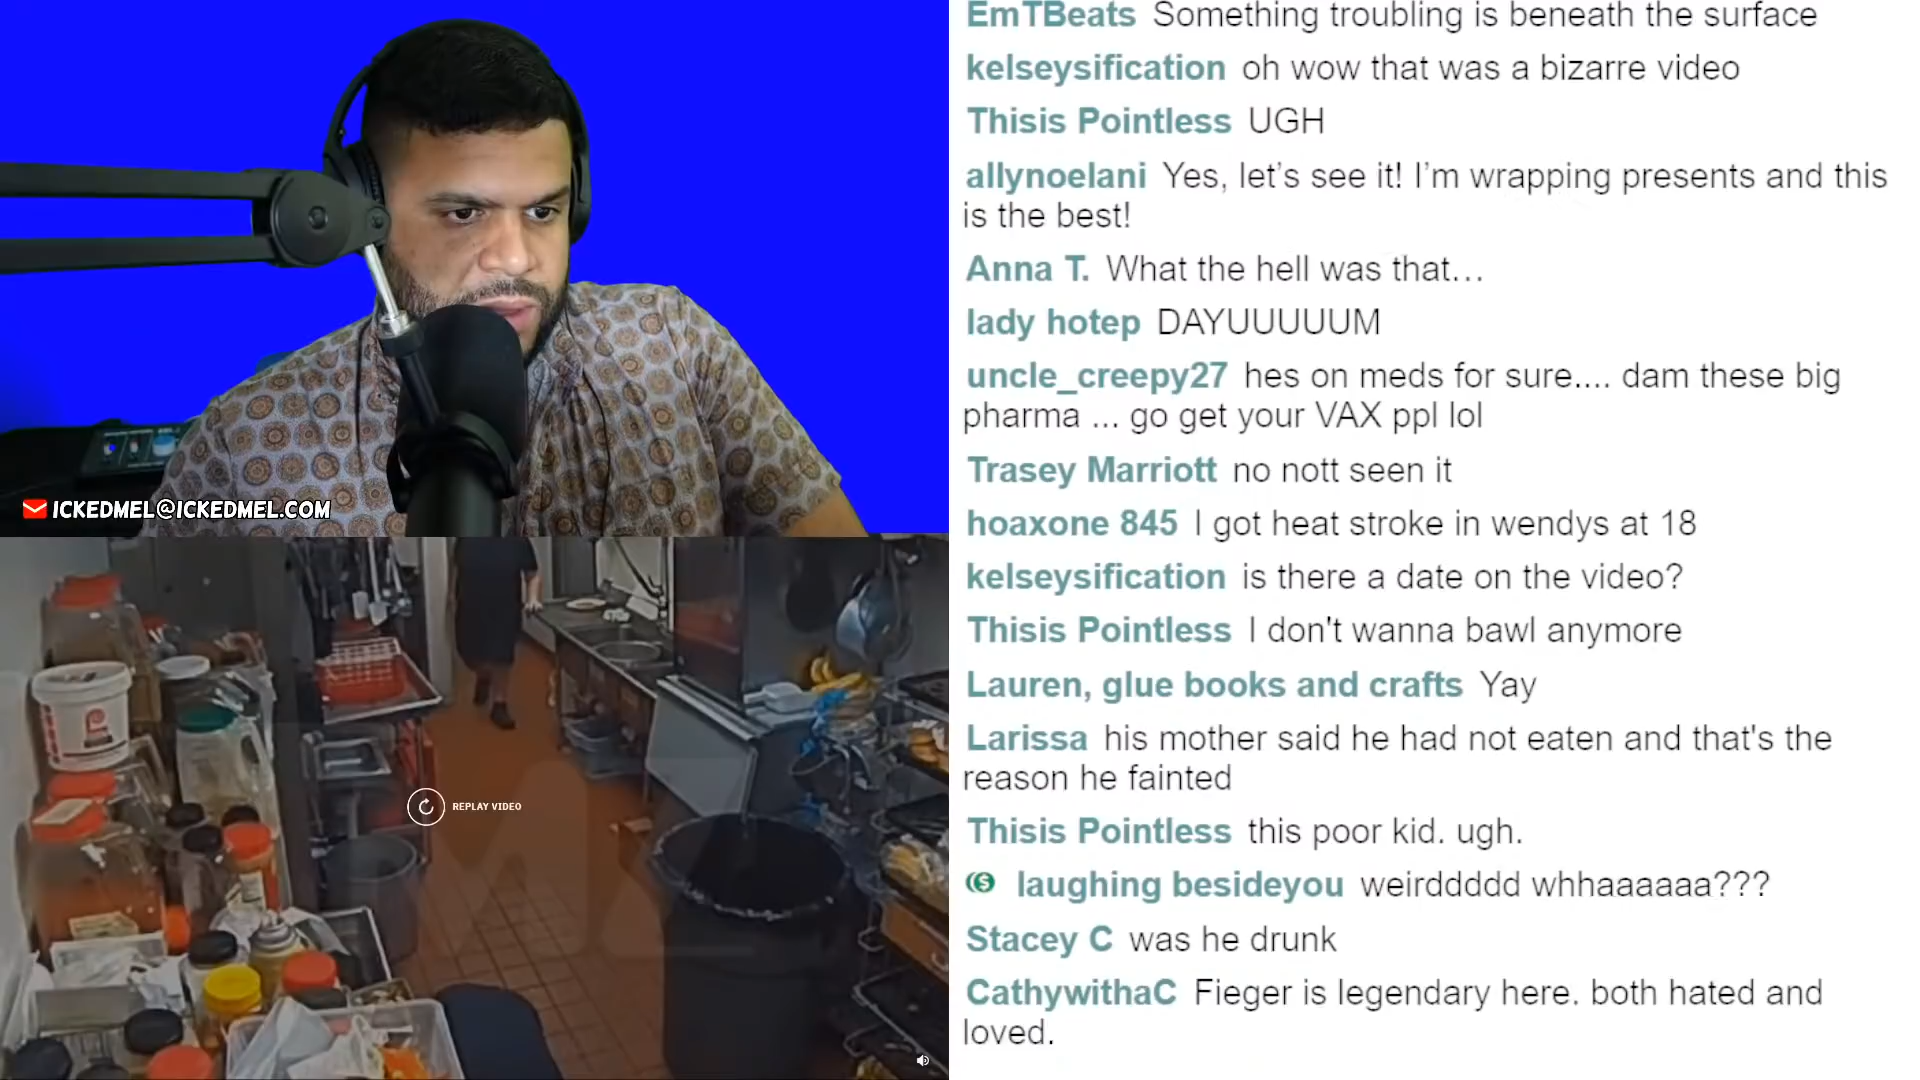 EmTBeats Something troubling is beneath the surface
kelseysification oh wow that was a bizarre video
Thisis Pointless UGH
allynoelani Yes, let’s see it! I’m wrapping presents and this
is the best!
Anna T. What the hell was that…
lady hotep DAYUUUUUM
uncle_creepy27 hes on meds for sure.... dam these big
pharma ... go get your VAX ppl lol
Trasey Marriott no nott seen it
hoaxone 845 I got heat stroke in wendys at 18
kelseysification is there a date on the video?
Thisis Pointless I don't wanna bawl anymore
Lauren, glue books and crafts Yay
Larissa his mother said he had not eaten and that's the
reason he fainted
Thisis Pointless this poor kid. ugh.
laughing besideyou weirddddd whhaaaaaa???
Stacey C was he drunk
CathywithaC Fieger is legendary here. both hated and
loved.
ICKEDMEL@ICKEDMEL.COM
REPLAY VIDEO